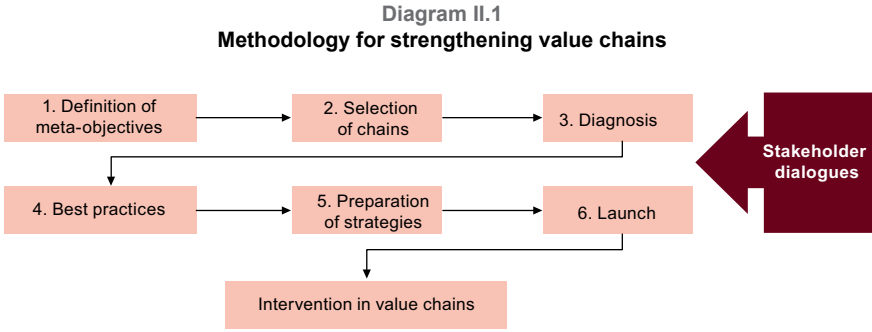 Diagram II.1
Methodology for strengthening value chains
1. Definition of
meta-objectives
2. Selection
of chains
3. Diagnosis
Stakeholder
dialogues
4. Best practices
5. Preparation
of strategies
6. Launch
Intervention in value chains